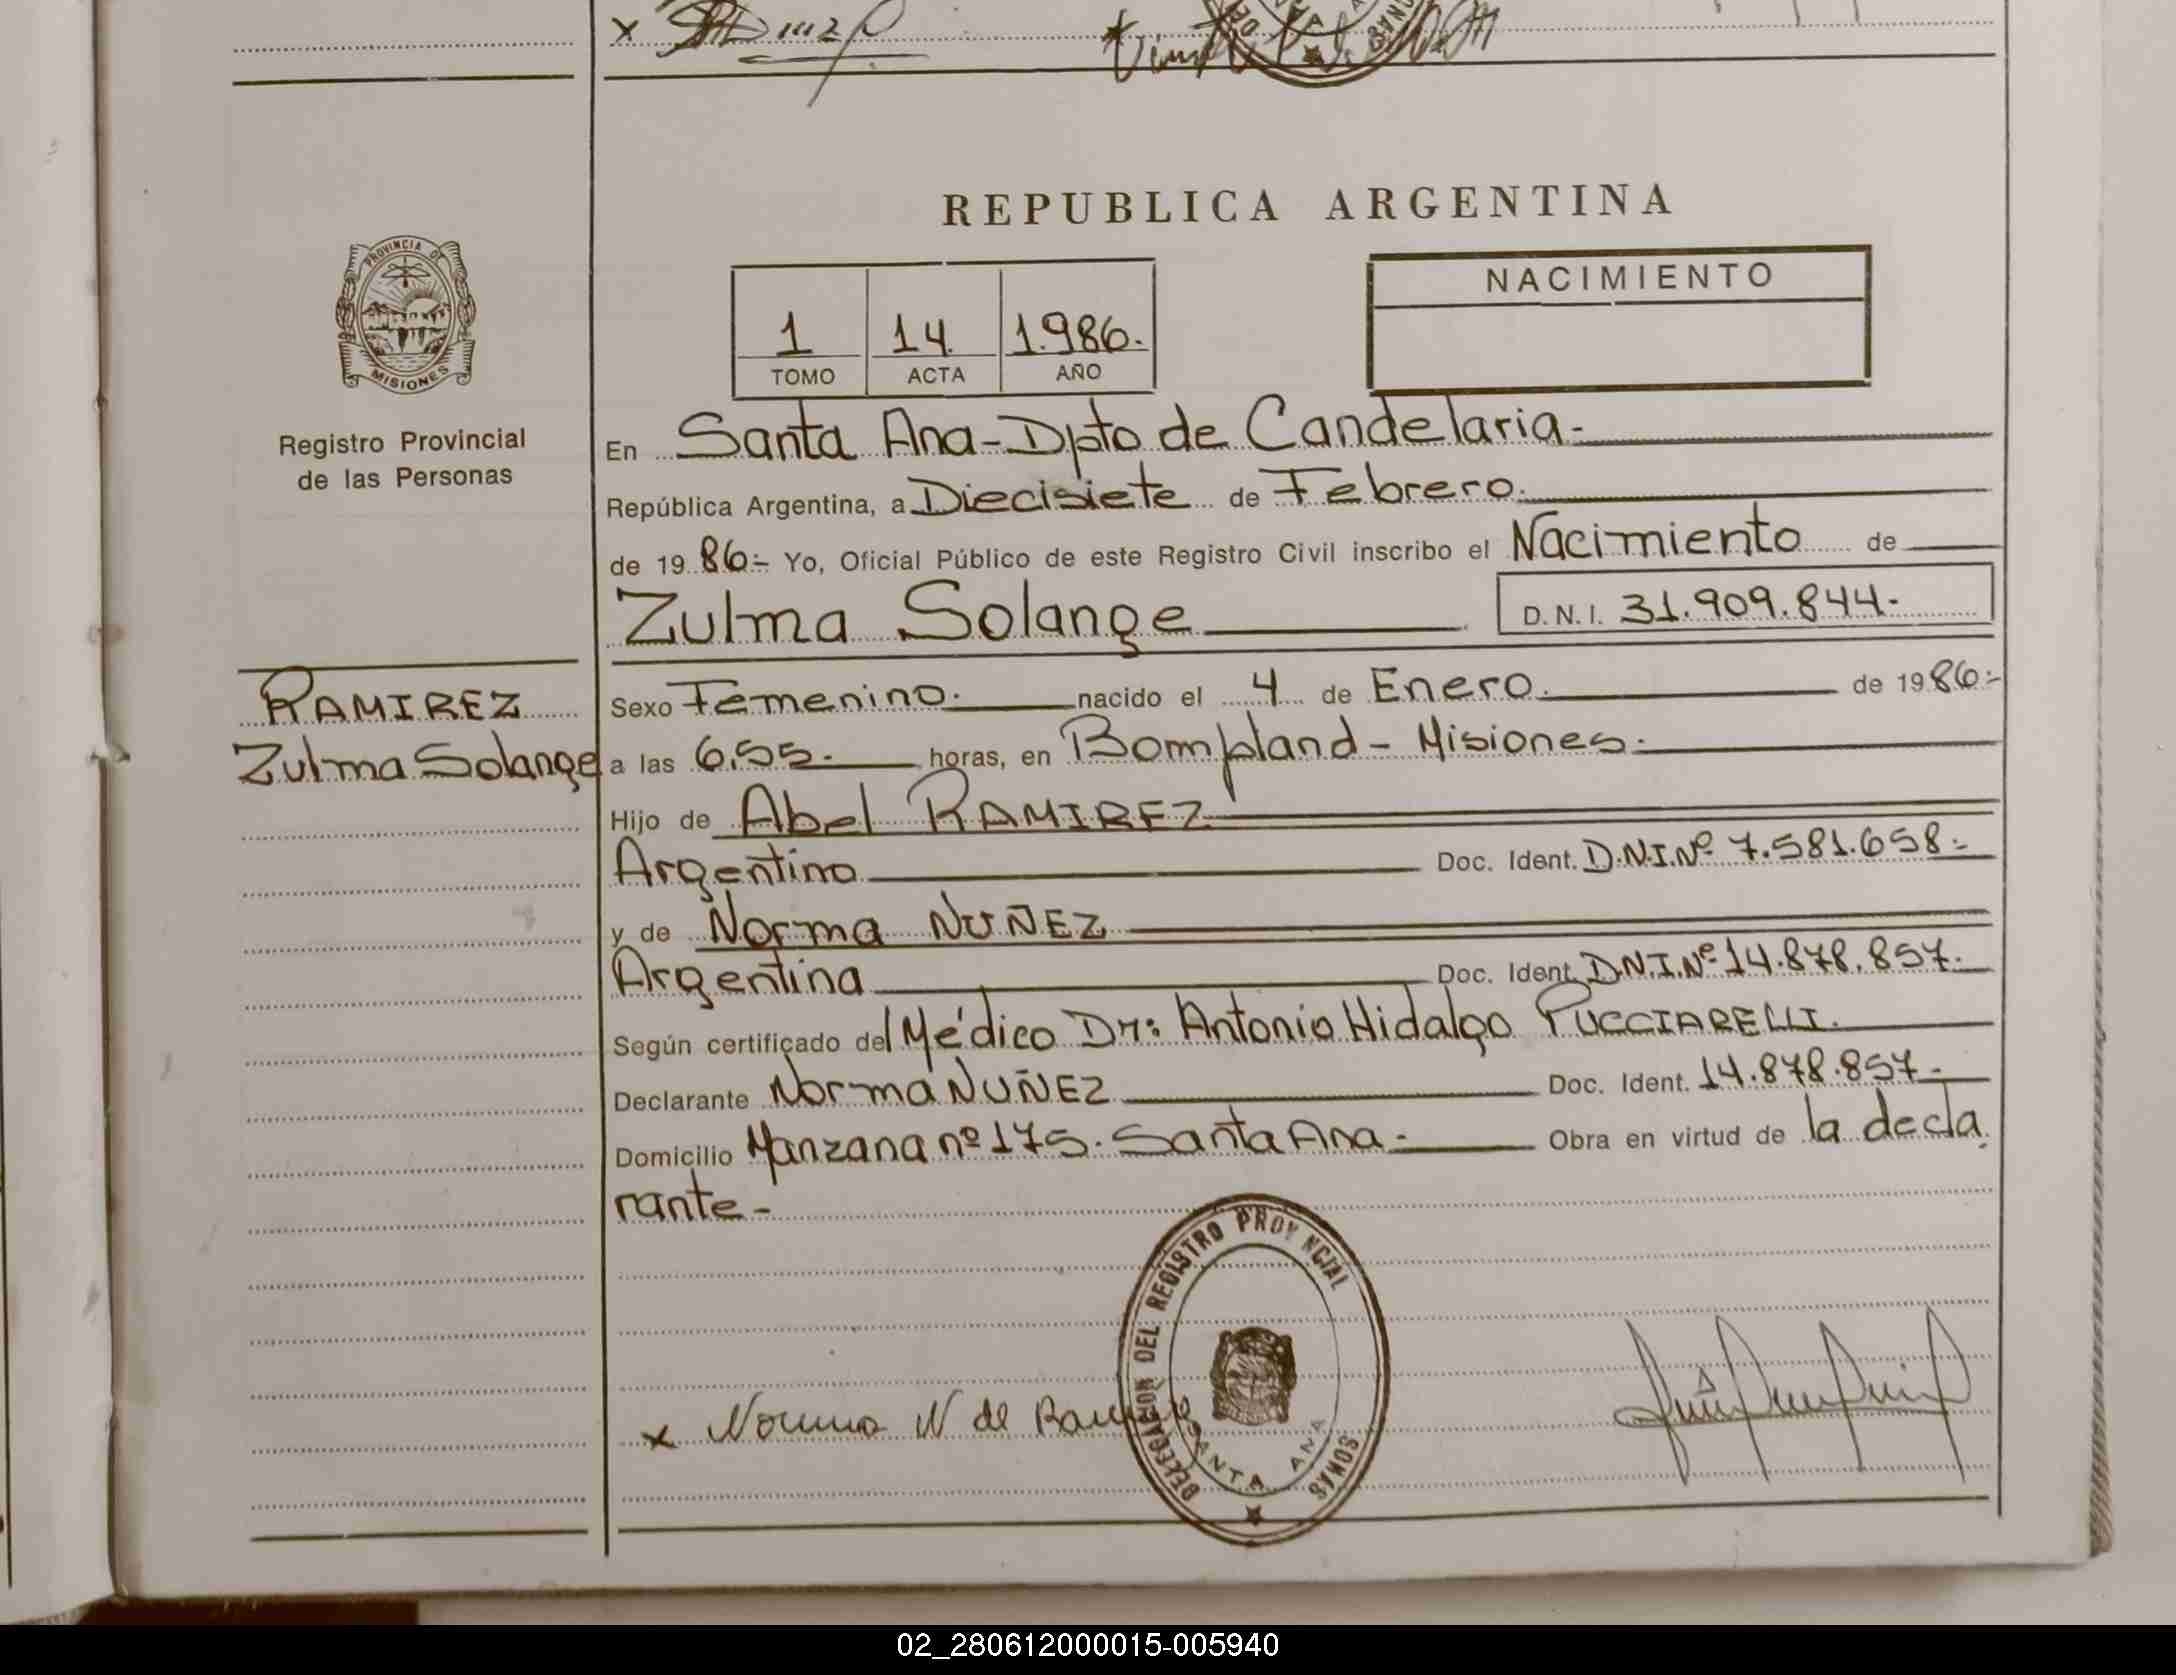 REPUBLICA ARGENTINA
PROVINCIA DE
MISIONES
Registro Provincial
de las Personas
NACIMIENTO
1 14 1.986.
TOMO ACTA AÑO
En Santa Ana - Dpto de Candelaria -
República Argentina, a Diecisiete de Febrero.
de 19 86 :- Yo, Oficial Público de este Registro Civil inscribo el Nacimiento de
Zulma Solange D.N.I. 31.909.844 -
RAMIREZ
Zulma Solange
Sexo Femenino. nacido el 4 de Enero. de 19 86 :-
a las 6,55 - horas, en Bompland - Misiones -
Hijo de Abel RAMIREZ
Argentino Doc. Ident. D.N.I.Nº 7.581.658 :-
y de Norma NUÑEZ
Argentina Doc. Ident. D.N.I.Nº 14.878.857 -
Según certificado del Médico Dr: Antonio Hidalgo PUCCIARELLI.
Declarante Norma NUÑEZ Doc. Ident. 14.878.857 -
Domicilio Manzana nº 175. Santa Ana - Obra en virtud de la decla
rante -
DELEGACION DEL REGISTRO PROVINCIAL
SANTA ANA
x Norma N de
02_280612000015-005940